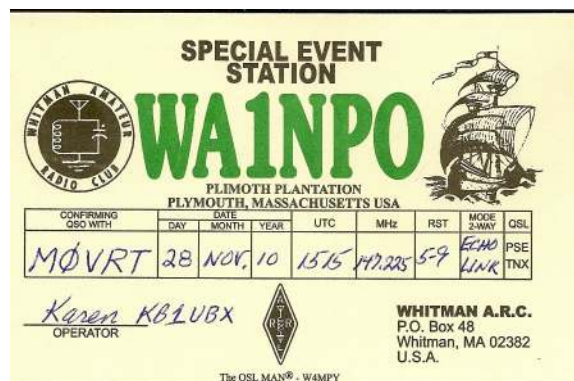 SPECIAL EVENT
STATION
WHITMAN AMATEUR
RADIO CLUB
WA1NPO
PLIMOTH PLANTATION
PLYMOUTH, MASSACHUSETTS USA
CONFIRMING QSO WITH DATE DAY MONTH YEAR UTC MHz RST MODE 2-WAY QSL
MØVRT 28 NOV. 10 1515 147.225 5-9 ECHO LINK PSE TNX
Karen KB1UBX
OPERATOR
ARRL
WHITMAN A.R.C.
P.O. Box 48
Whitman, MA 02382
U.S.A.
The QSL MAN® - W4MPY